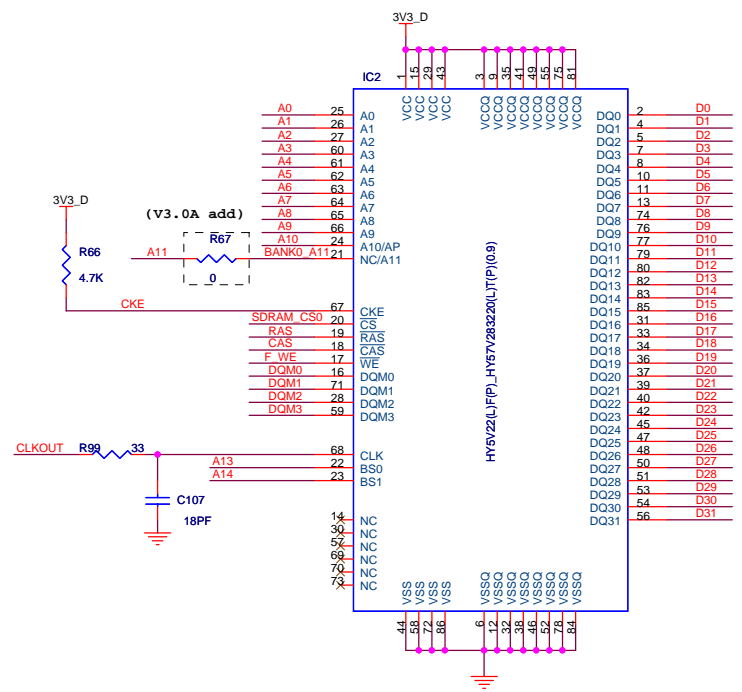 3V3_D
IC2
1 15 29 43 3 9 35 41 49 55 75 81
VCC VCC VCC VCC VCCQ VCCQ VCCQ VCCQ VCCQ VCCQ VCCQ VCCQ
A0 25 A0 DQ0 2 D0
A1 26 A1 DQ1 4 D1
A2 27 A2 DQ2 5 D2
A3 60 A3 DQ3 7 D3
A4 61 A4 DQ4 8 D4
A5 62 A5 DQ5 10 D5
A6 63 A6 DQ6 11 D6
3V3_D
A7 64 A7 DQ7 13 D7
(V3.0A add)
A8 65 A8 DQ8 74 D8
A9 66 A9 DQ9 76 D9
R67
A10 24 A10/AP DQ10 77 D10
A11 BANK0_A11 21 NC/A11 DQ11 79 D11
R66
0
4.7K
DQ12 80 D12
DQ13 82 D13
DQ14 83 D14
CKE 67 CKE DQ15 85 D15
SDRAM_CS0 20 CS DQ16 31 D16
RAS 19 RAS DQ17 33 D17
CAS 18 CAS DQ18 34 D18
F_WE 17 WE DQ19 36 D19
DQM0 16 DQM0 DQ20 37 D20
DQM1 71 DQM1 DQ21 39 D21
DQM2 28 DQM2 DQ22 40 D22
DQM3 59 DQM3 DQ23 42 D23
DQ24 45 D24
DQ25 47 D25
CLKOUT R99 33 68 CLK DQ26 48 D26
A13 22 BS0 DQ27 50 D27
A14 23 BS1 DQ28 51 D28
DQ29 53 D29
DQ30 54 D30
C107
18PF
14 NC DQ31 56 D31
30 NC
57 NC
69 NC
70 NC
73 NC
HY5V22(L)F(P)_HY57V283220(L)T(P)(0.9)
VSS VSS VSS VSS VSSQ VSSQ VSSQ VSSQ VSSQ VSSQ VSSQ VSSQ
44 58 72 86 6 12 32 38 46 52 78 84